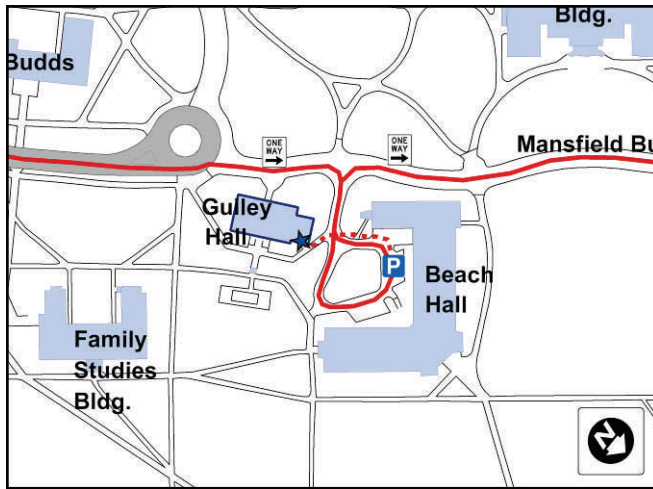 Bldg.
Budds
ONE
WAY
ONE
WAY
Mansfield Bu
Gulley
Hall
P
Beach
Hall
Family
Studies
Bldg.
N